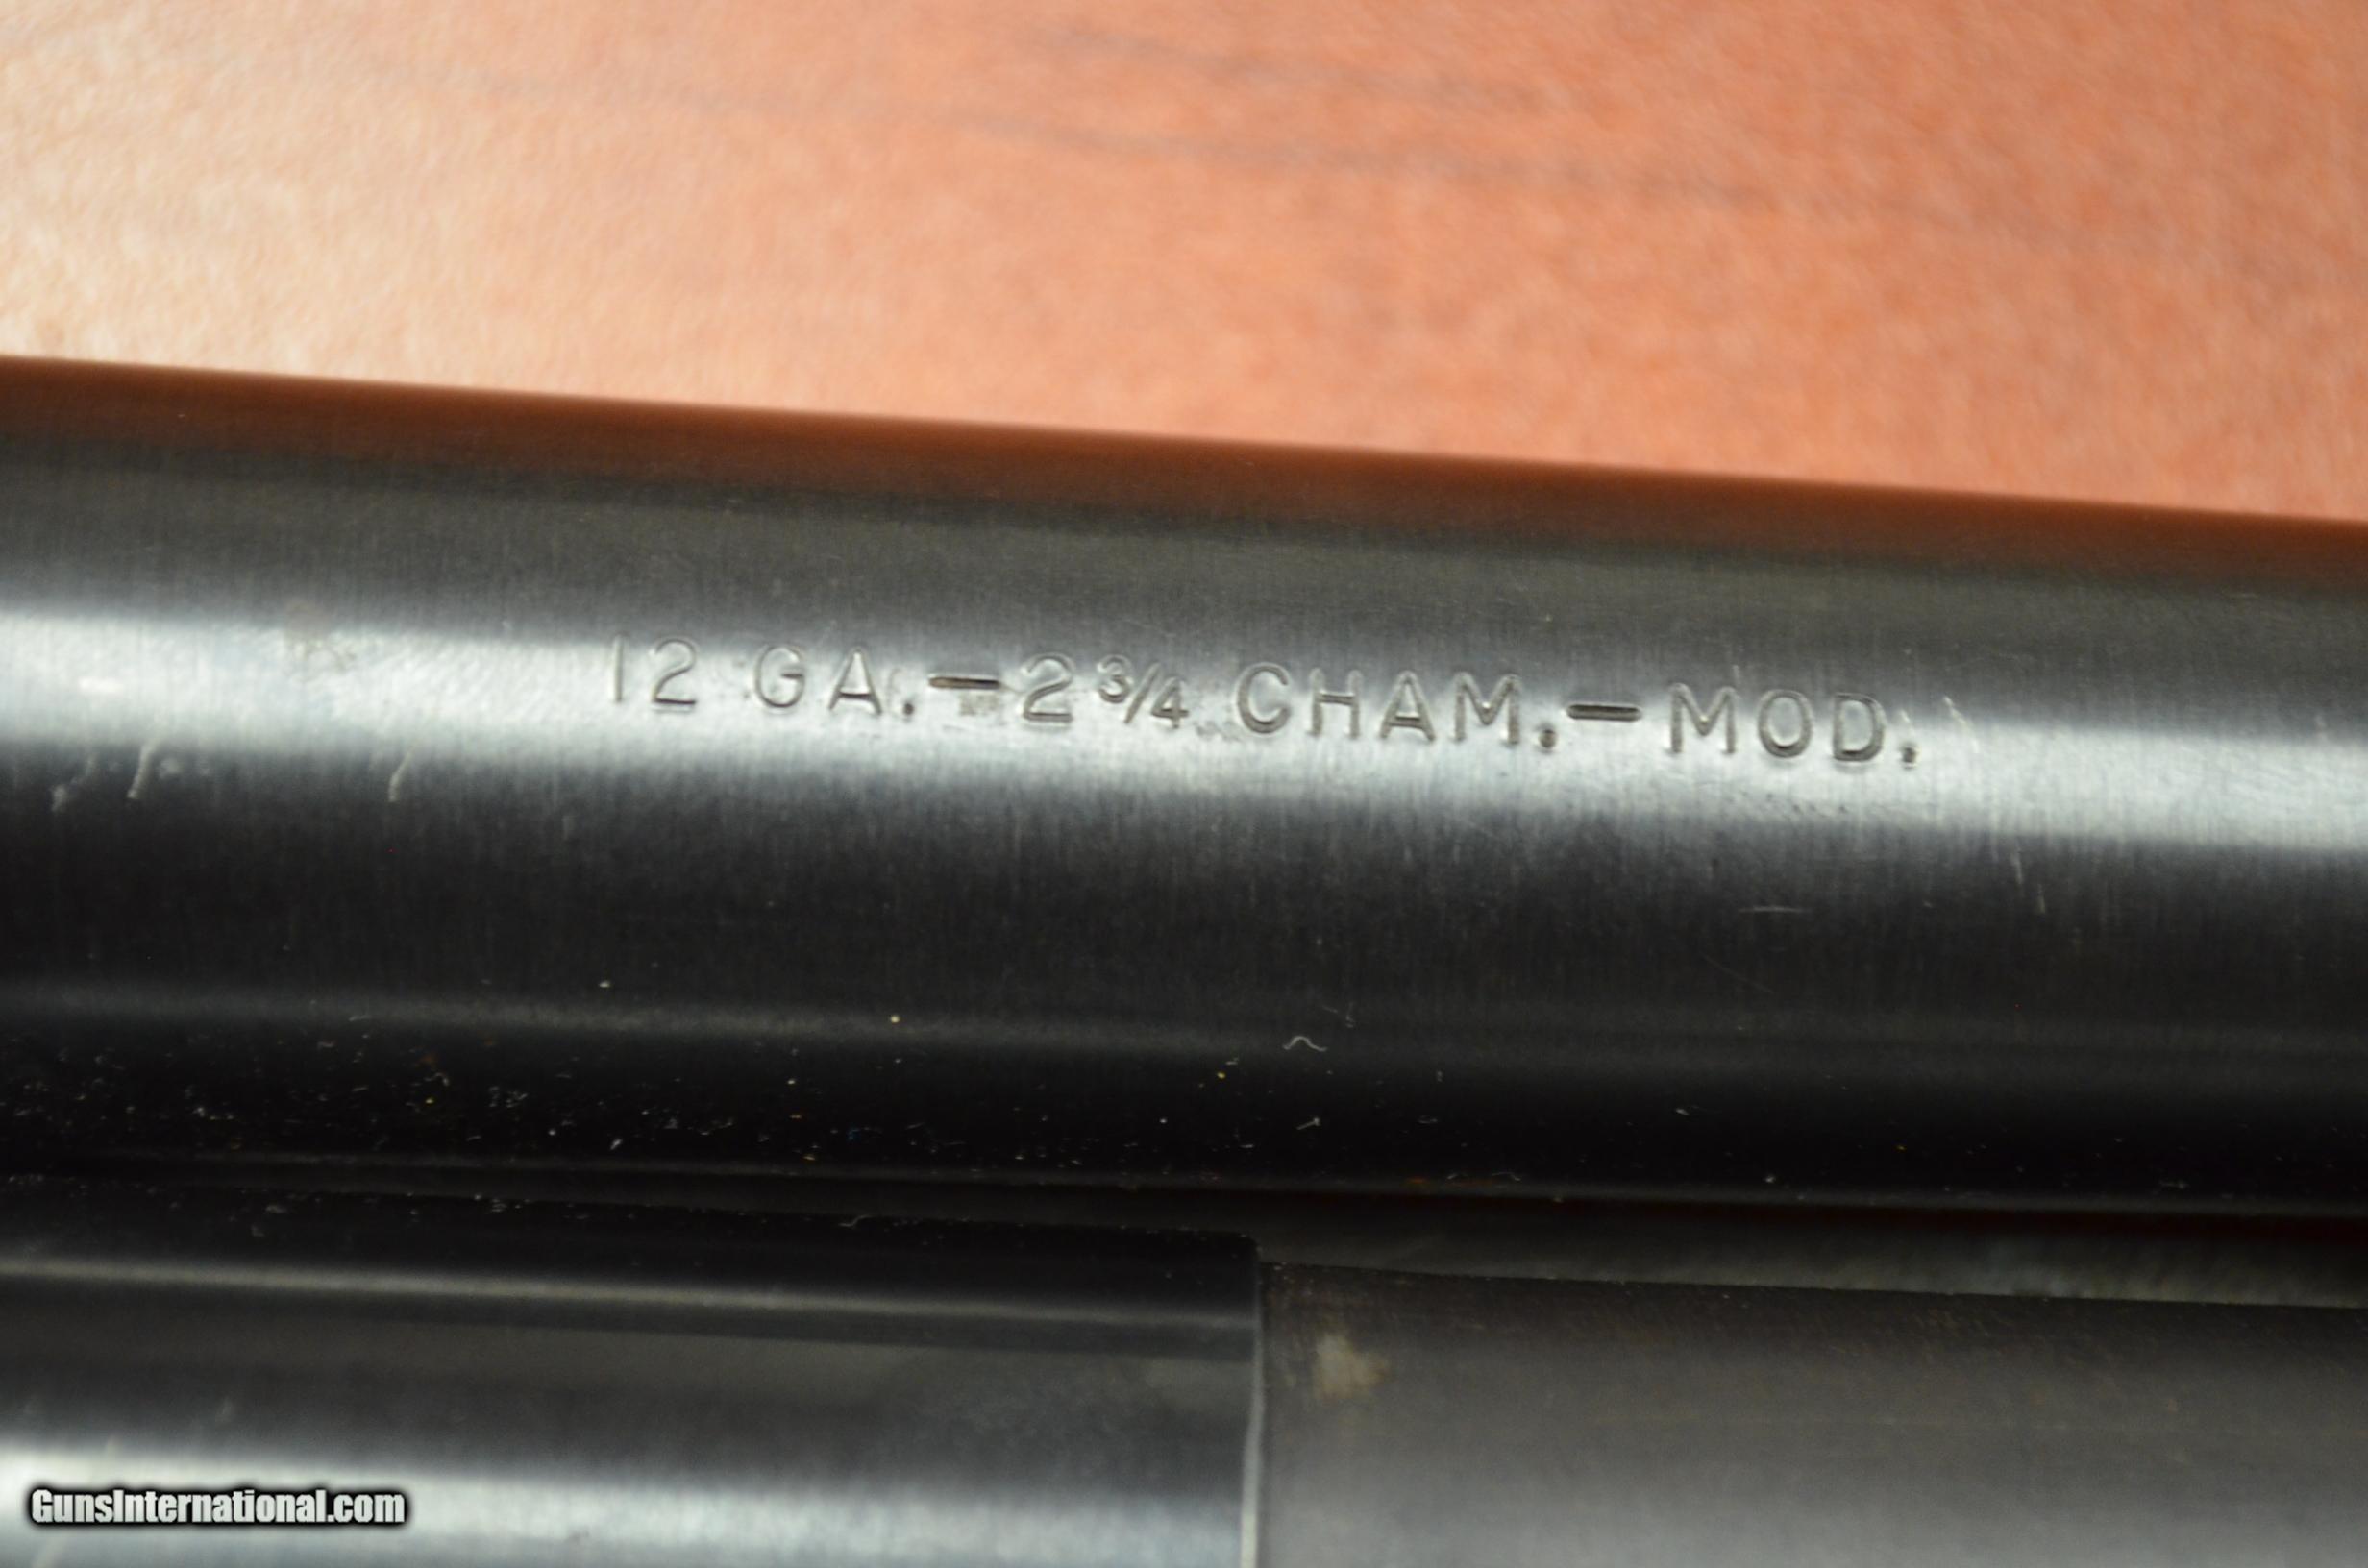 12 GA.-2 3/4 CHAM.-MOD.
GunsInternational.com